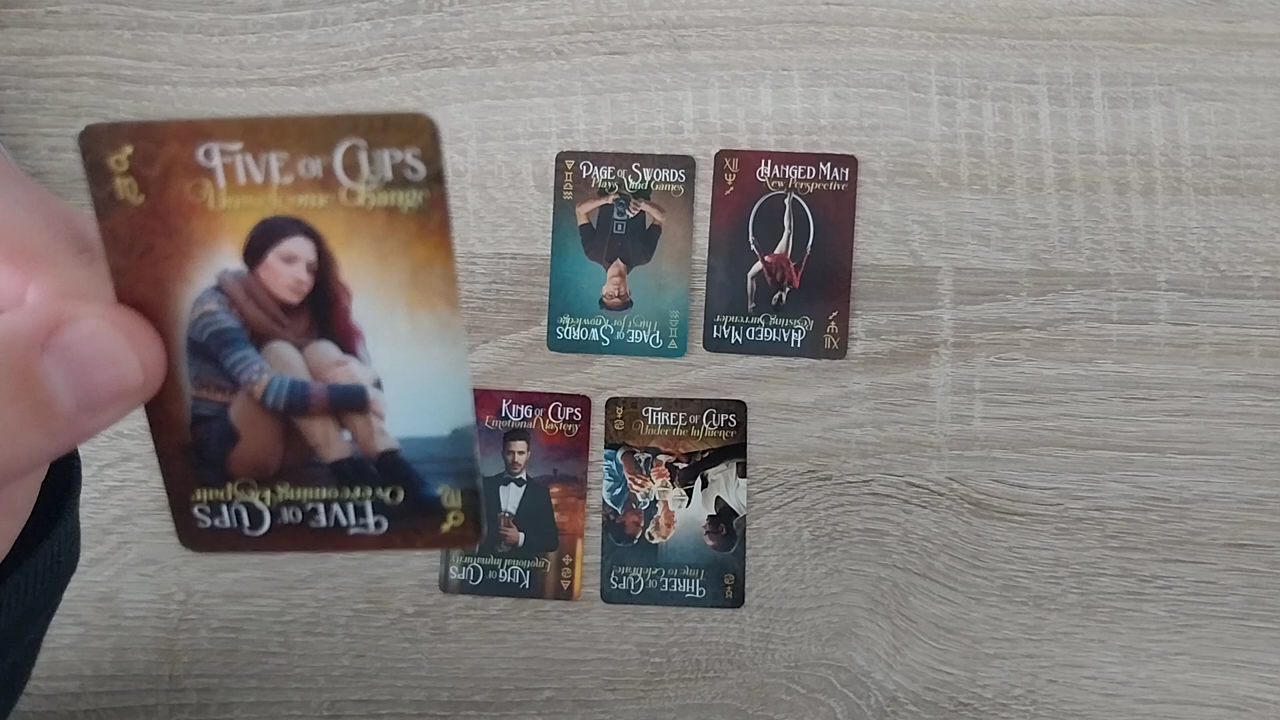 FIVE OF CUPS
Unwelcome Change
Overcoming Despair
FIVE OF CUPS
PAGE OF SWORDS
Plays Mind Games
Thirst for Knowledge
PAGE OF SWORDS
XII
HANGED MAN
New Perspective
Resisting Surrender
HANGED MAN
XII
KING OF CUPS
Emotional Mastery
Emotional Immaturity
KING OF CUPS
THREE OF CUPS
Under the Influence
Time to Celebrate!
THREE OF CUPS